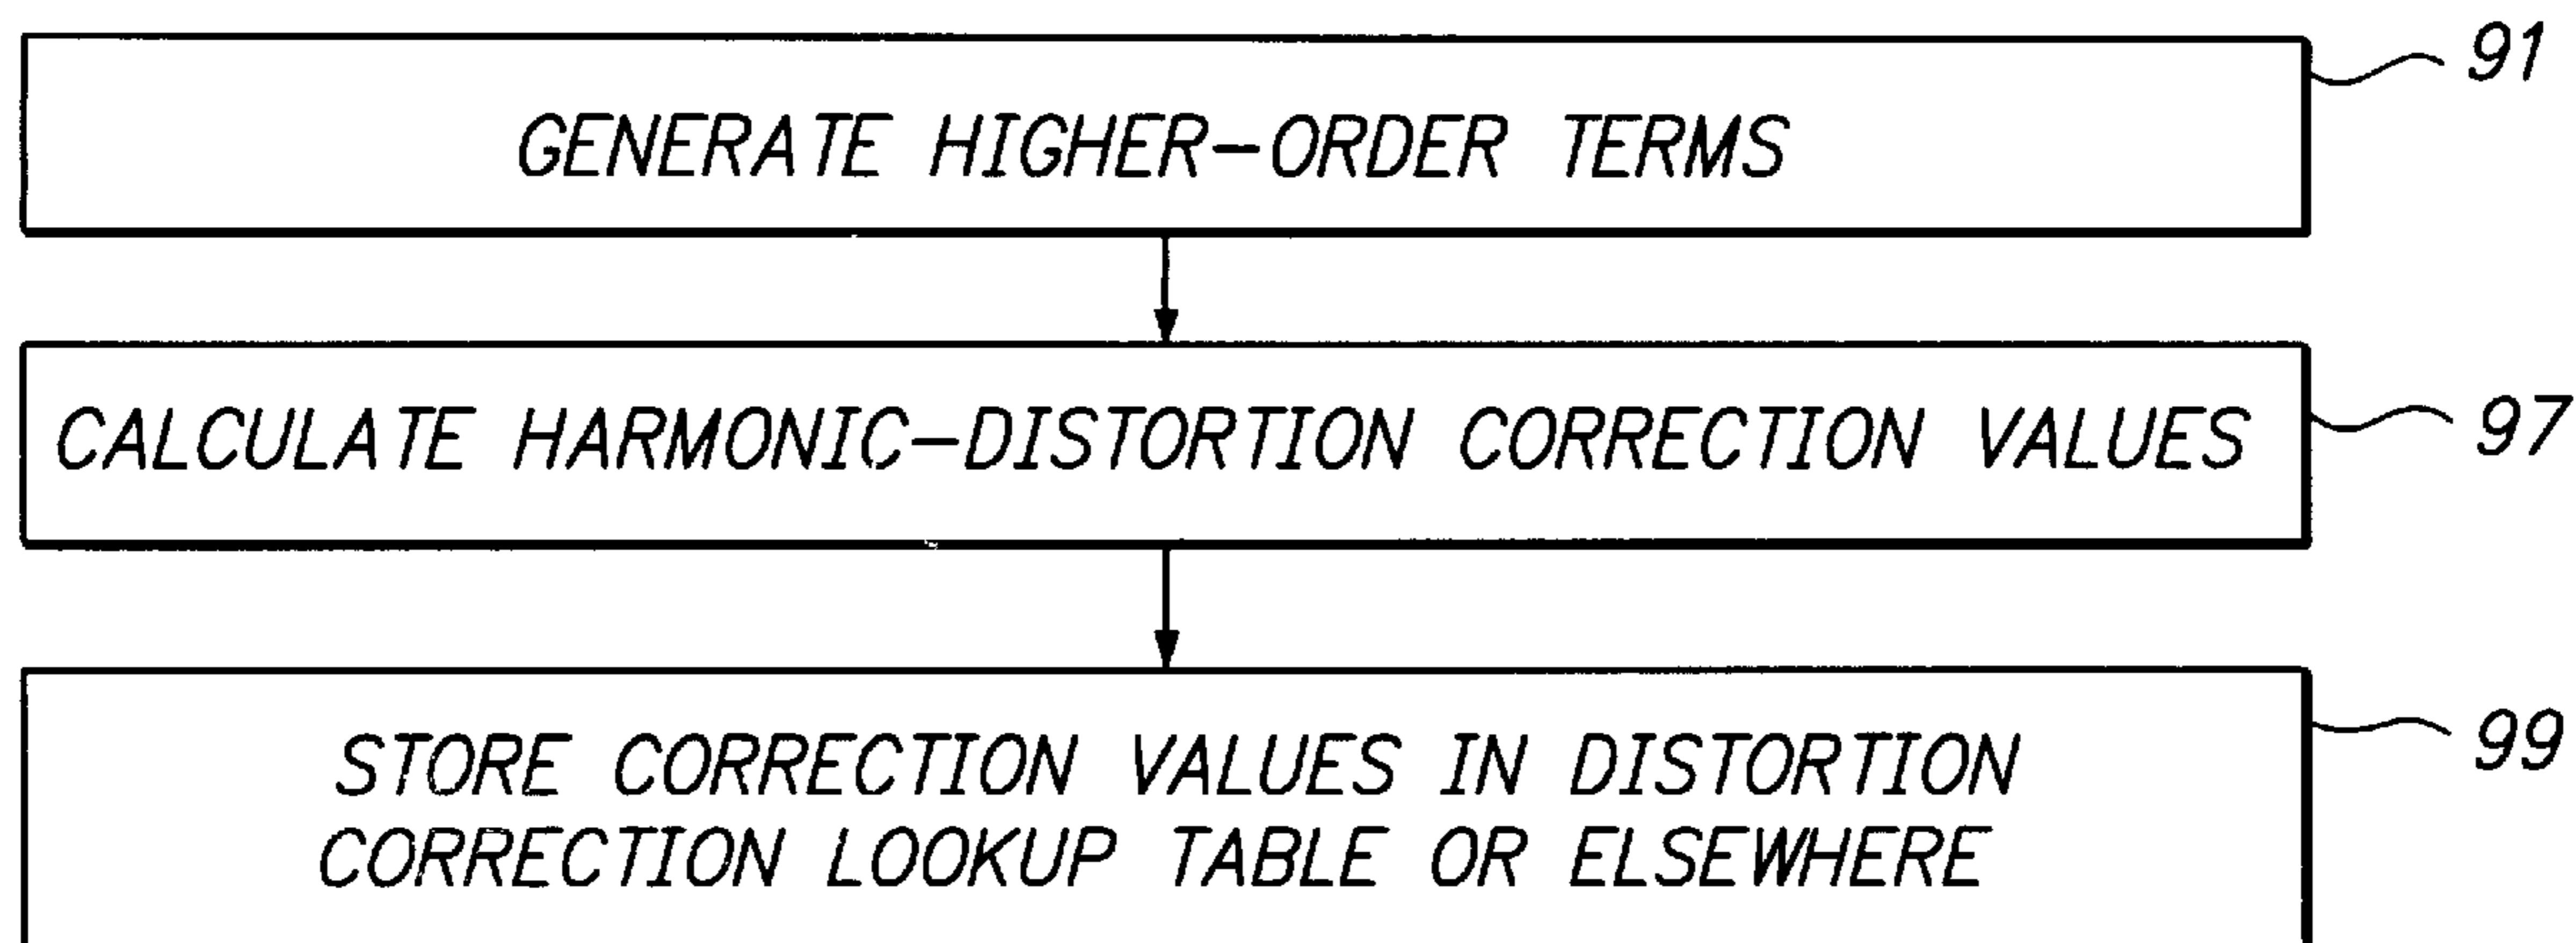 91
GENERATE HIGHER-ORDER TERMS
CALCULATE HARMONIC-DISTORTION CORRECTION VALUES
97
99
STORE CORRECTION VALUES IN DISTORTION
CORRECTION LOOKUP TABLE OR ELSEWHERE